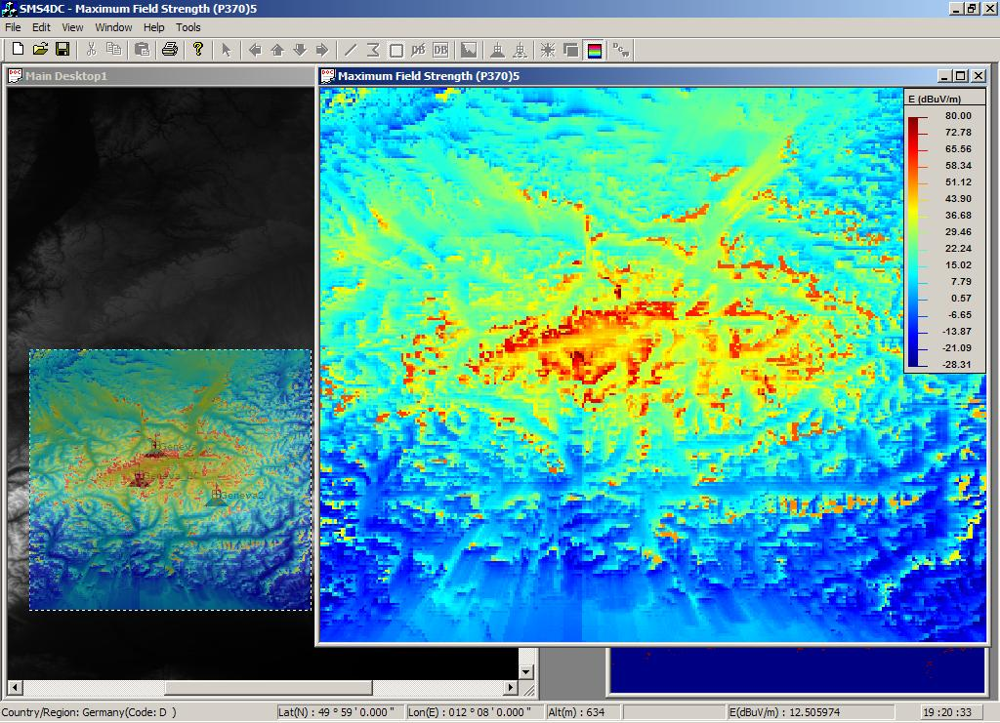 SMS4DC - Maximum Field Strength (P370)5
File Edit View Window Help Tools
Main Desktop1
Maximum Field Strength (P370)5
E (dBuV/m)
80.00
72.78
65.56
58.34
51.12
43.90
36.68
29.46
22.24
15.02
7.79
0.57
-6.65
-14.87
-21.09
-28.31
Geneva2
Country/Region: Germany(Code: D ) Lat(N) : 49 ° 59 ' 0.000 " Lon(E) : 012 ° 08 ' 0.000 " Alt(m) : 634 E(dBuV/m) : 12.505974 19 :20 :33